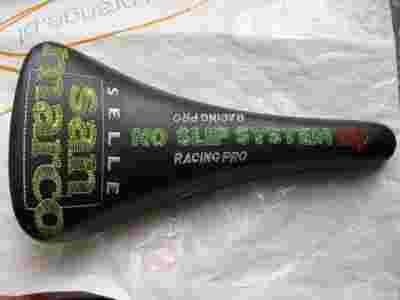 san
marco
SELLE
RACING PRO
NO SLIP SYSTEM
RACING PRO